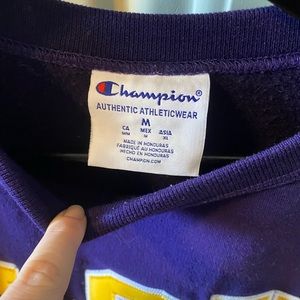 Champion
AUTHENTIC ATHLETICWEAR
M
CA MEX ASIA
M/M M XL
MADE IN HONDURAS
FABRIQUÉ AU HONDURAS
HECHO EN HONDURAS
CHAMPION.COM